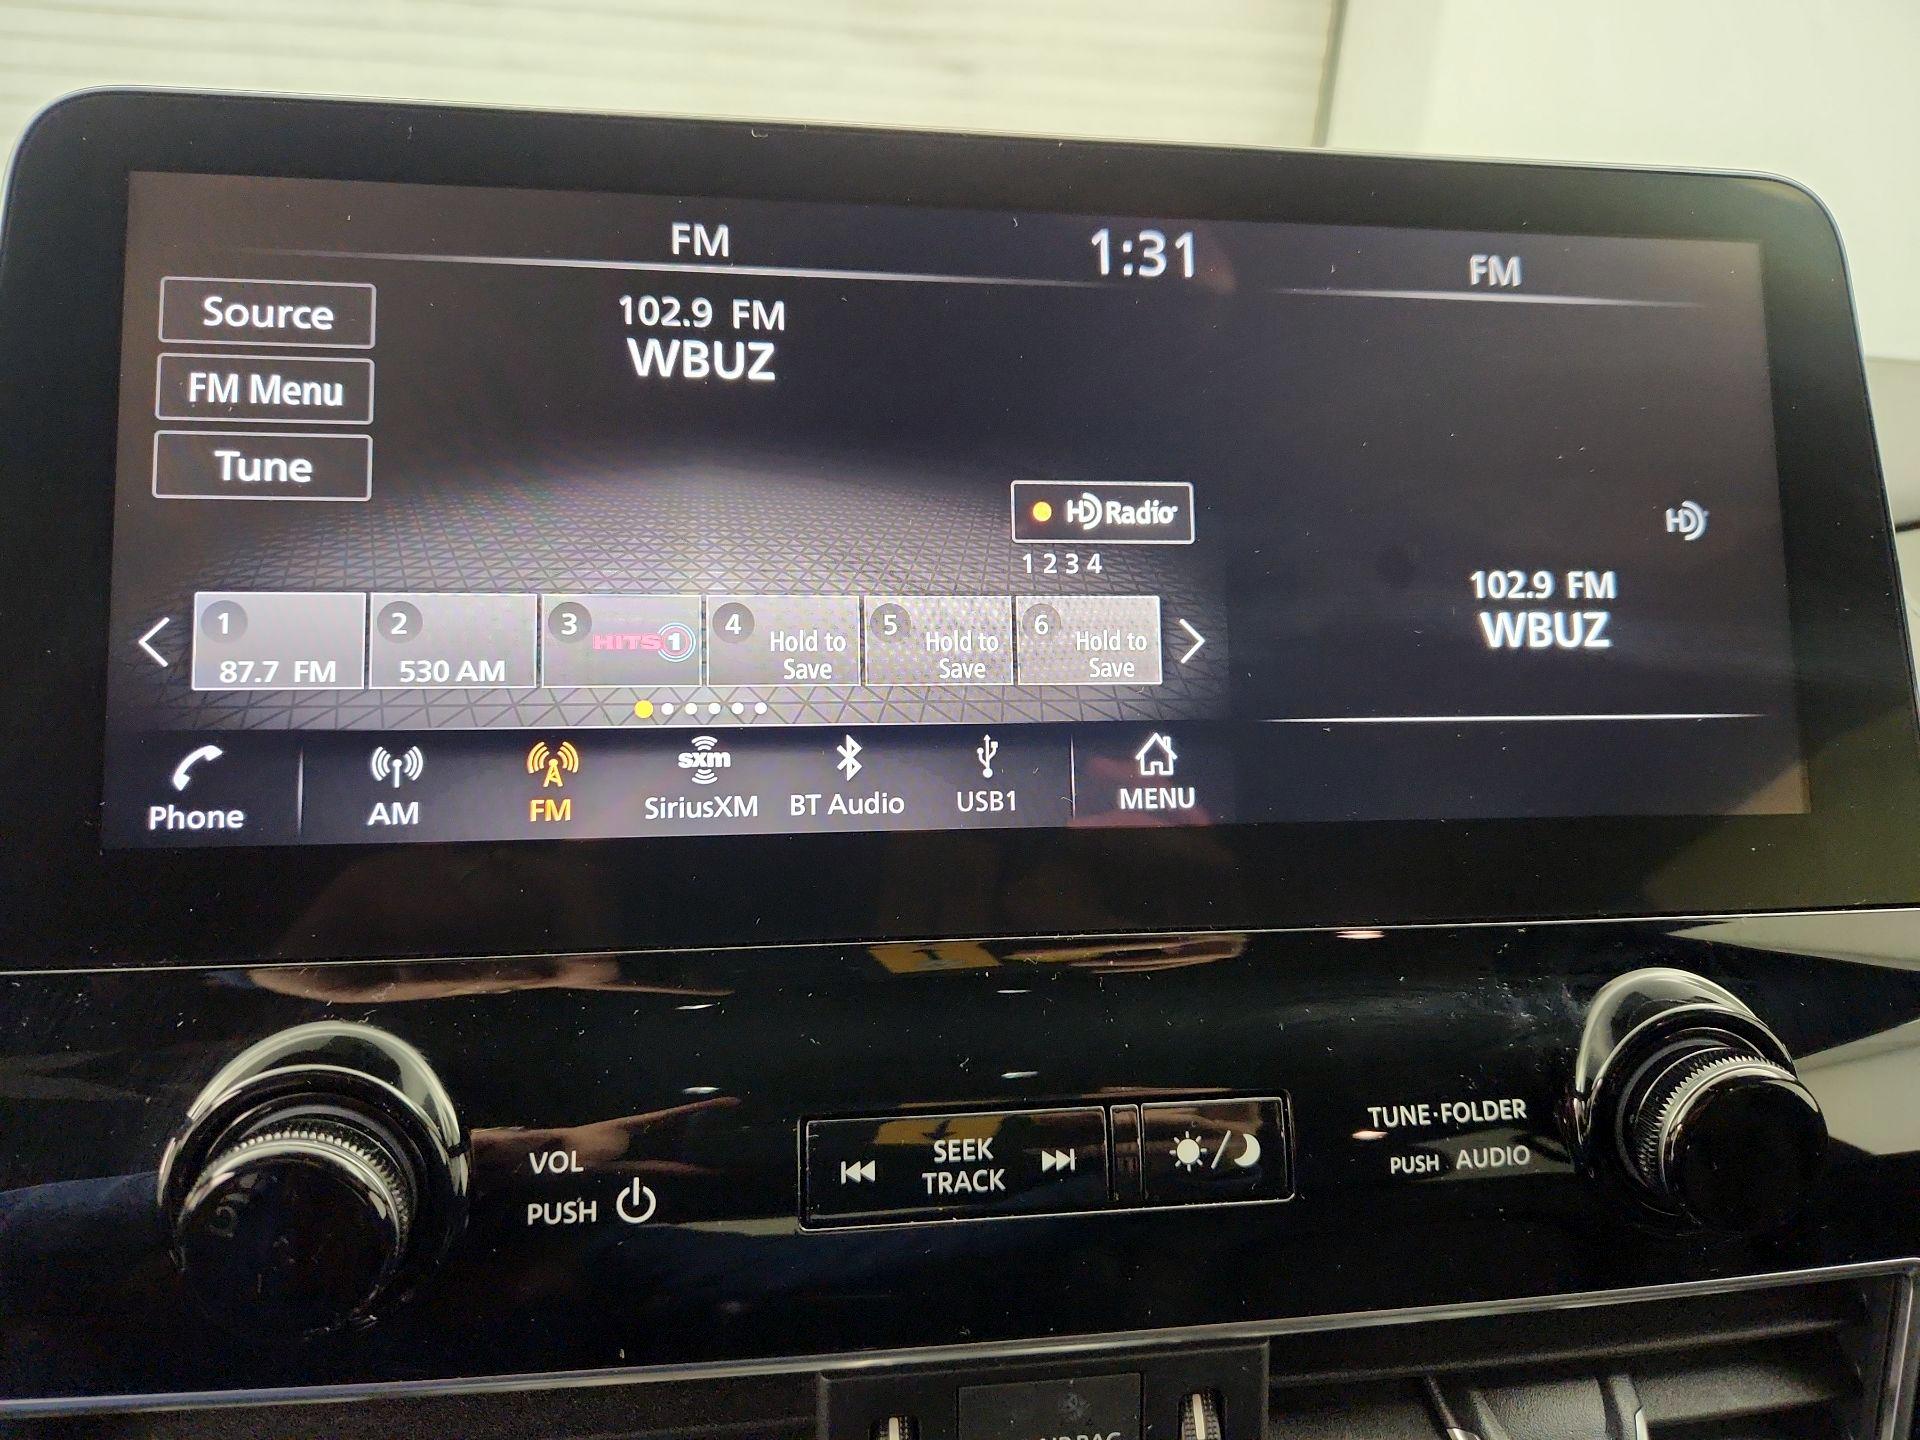 FM
1:31
FM
Source
FM Menu
Tune
102.9 FM
WBUZ
HD Radio
1 2 3 4
HD
102.9 FM
WBUZ
1
87.7 FM
2
530 AM
3
HITS 1
4
Hold to
Save
5
Hold to
Save
6
Hold to
Save
Phone
AM
FM
sxm
SiriusXM
BT Audio
USB1
MENU
VOL
PUSH
SEEK
TRACK
TUNE·FOLDER
PUSH AUDIO